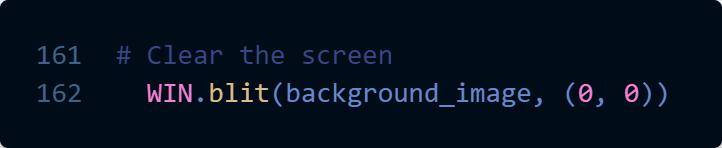 161 # Clear the screen
162 WIN.blit(background_image, (0, 0))